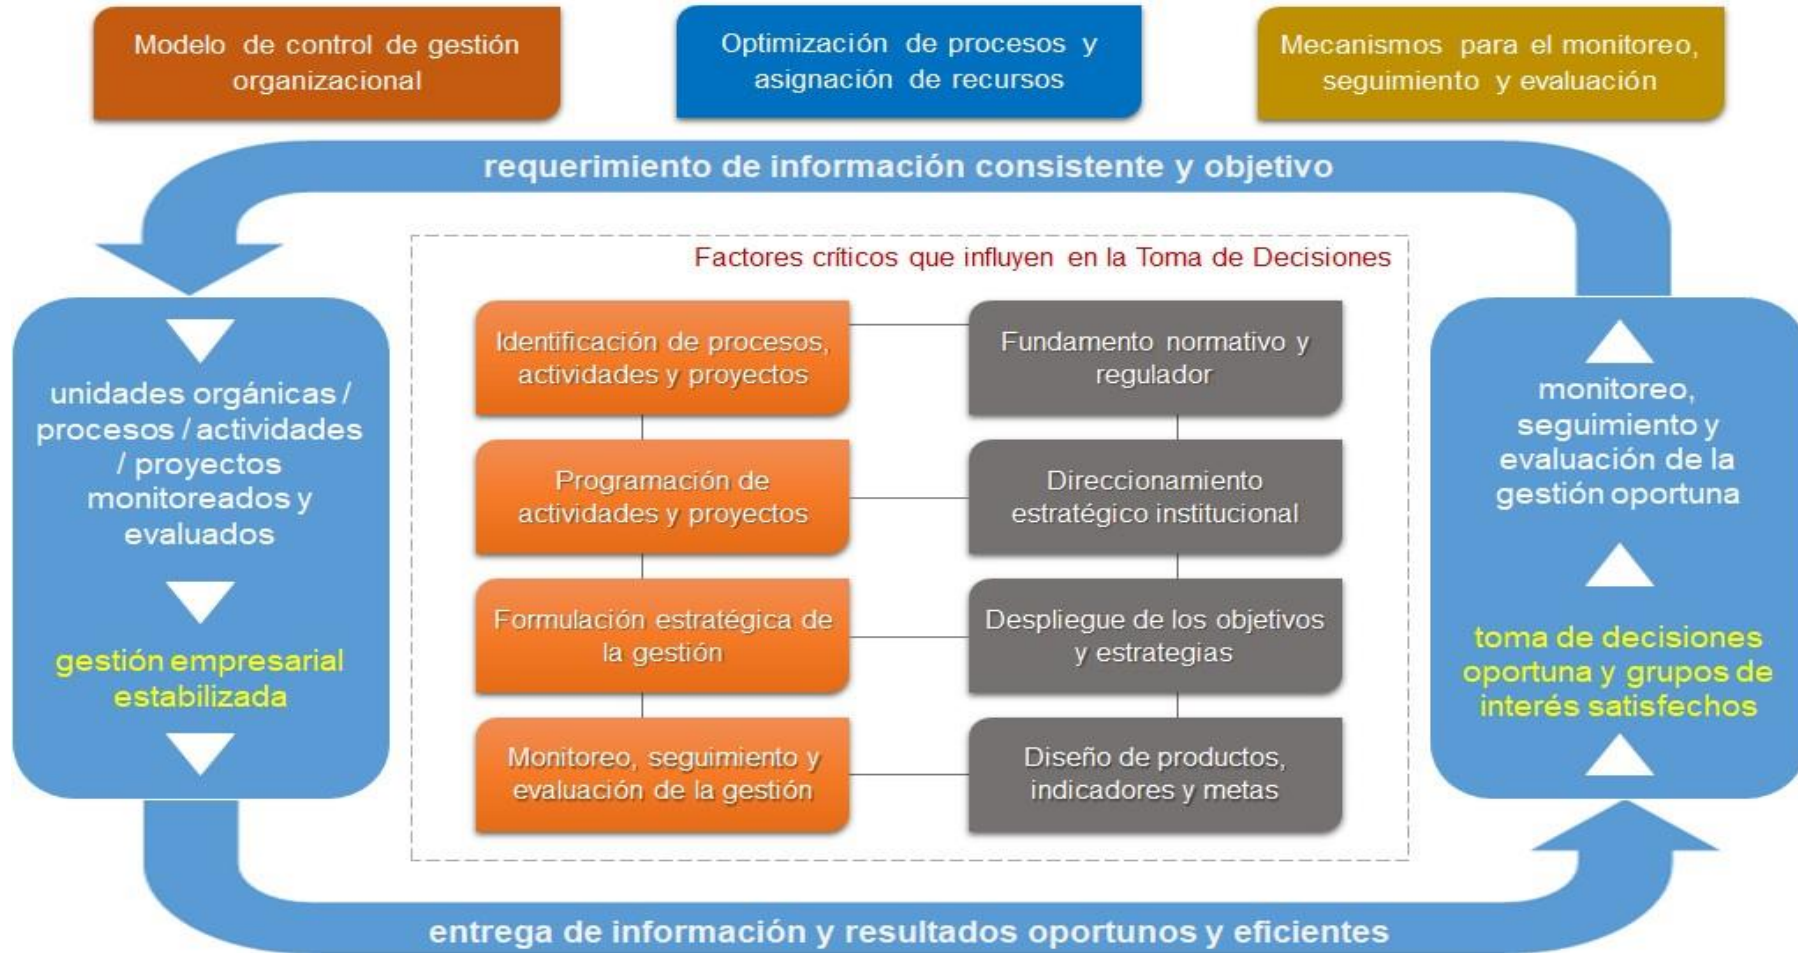 Modelo de control de gestión
organizacional
Optimización de procesos y
asignación de recursos
Mecanismos para el monitoreo,
seguimiento y evaluación
requerimiento de información consistente y objetivo
Factores críticos que influyen en la Toma de Decisiones
unidades orgánicas /
procesos / actividades
/ proyectos
monitoreados y
evaluados
gestión empresarial
estabilizada
Identificación de procesos,
actividades y proyectos
Fundamento normativo y
regulador
Programación de
actividades y proyectos
Direccionamiento
estratégico institucional
Formulación estratégica de
la gestión
Despliegue de los objetivos
y estrategias
Monitoreo, seguimiento y
evaluación de la gestión
Diseño de productos,
indicadores y metas
monitoreo,
seguimiento y
evaluación de la
gestión oportuna
toma de decisiones
oportuna y grupos de
interés satisfechos
entrega de información y resultados oportunos y eficientes